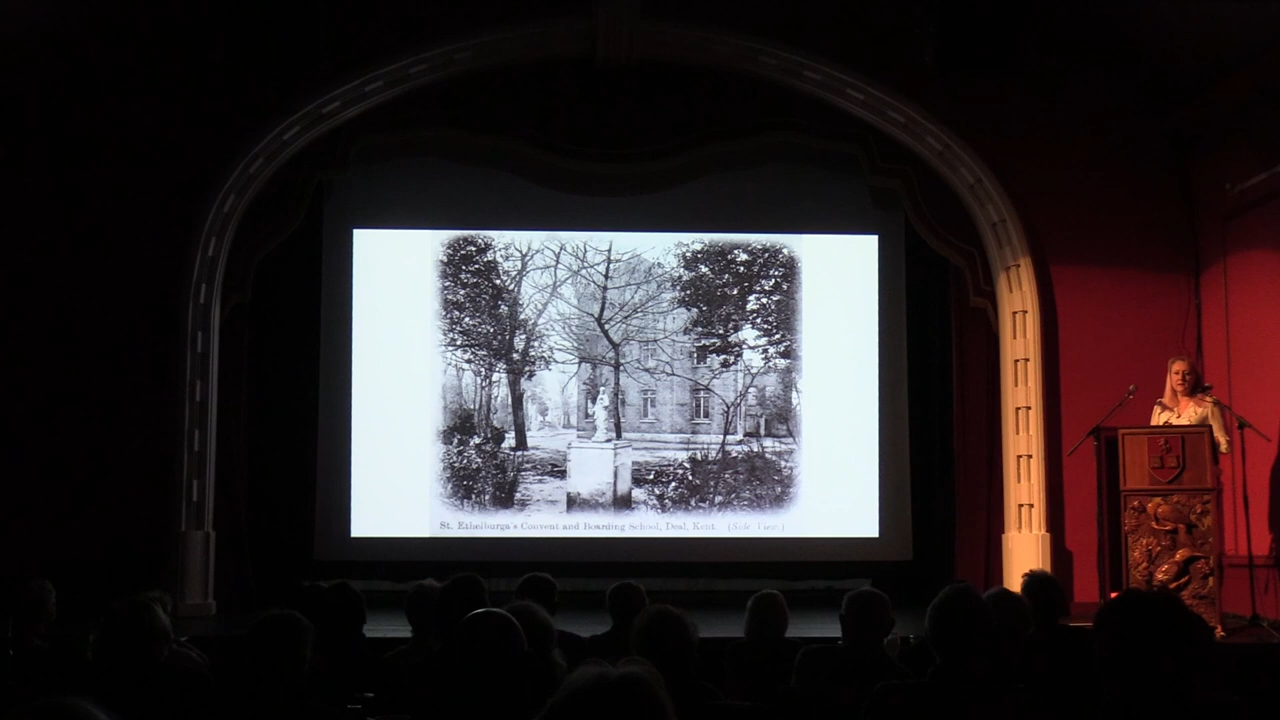 St. Ethelburga's Convent and Boarding School, Deal, Kent. (Side View.)